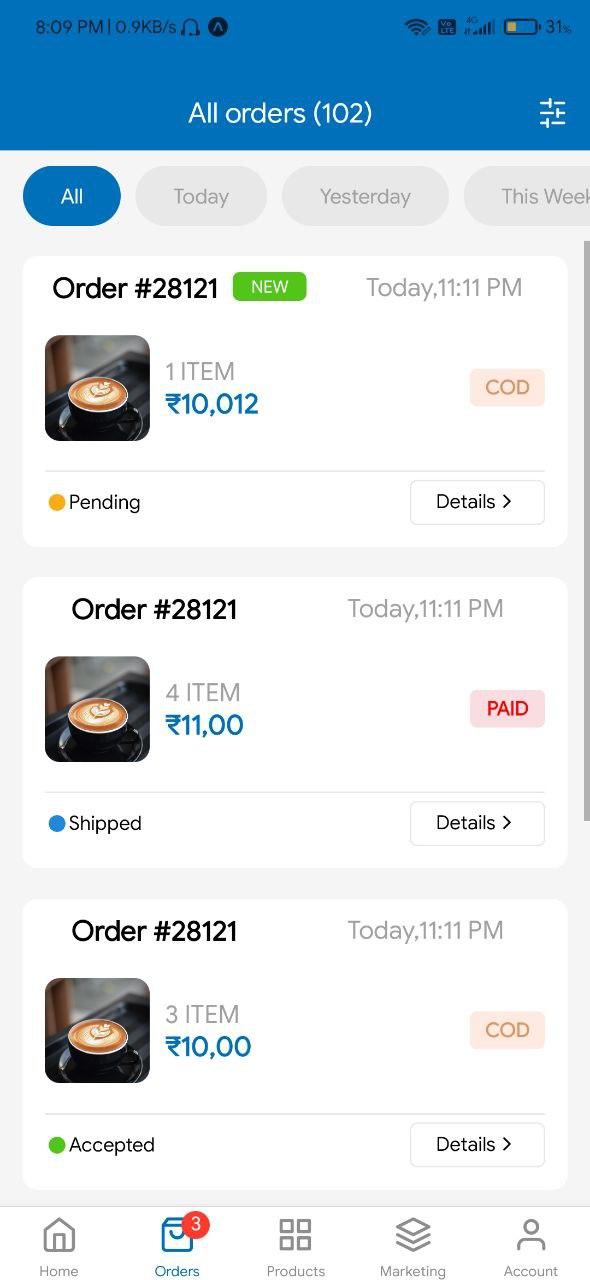 8:09 PM | 0.9KB/s 4G 31%
All orders (102)
All Today Yesterday This Week
Order #28121 NEW Today,11:11 PM
1 ITEM
₹10,012 COD
Pending Details >
Order #28121 Today,11:11 PM
4 ITEM
₹11,00 PAID
Shipped Details >
Order #28121 Today,11:11 PM
3 ITEM
₹10,00 COD
Accepted Details >
3
Home Orders Products Marketing Account